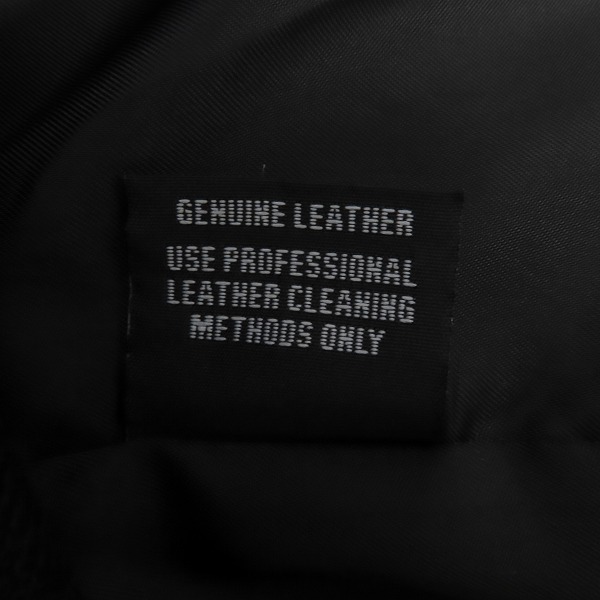 GENUINE LEATHER
USE PROFESSIONAL
LEATHER CLEANING
METHODS ONLY